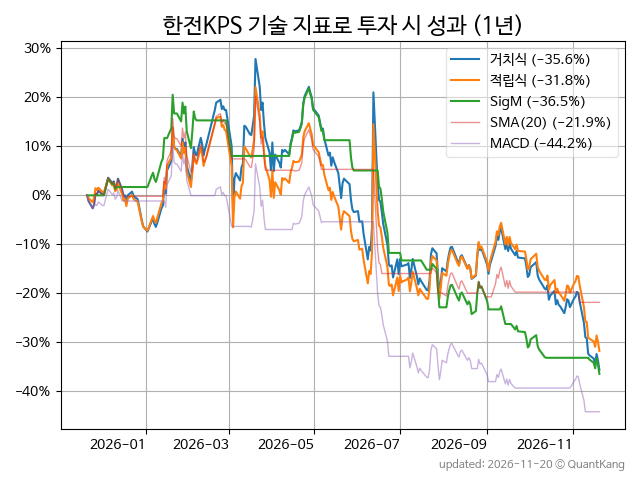 한전KPS 기술 지표로 투자 시 성과 (1년)
30%
20%
10%
0%
−10%
−20%
−30%
−40%
거치식 (−35.6%)
적립식 (−31.8%)
SigM (−36.5%)
SMA(20) (−21.9%)
MACD (−44.2%)
2026-01
2026-03
2026-05
2026-07
2026-09
2026-11
updated: 2026-11-20 © QuantKang